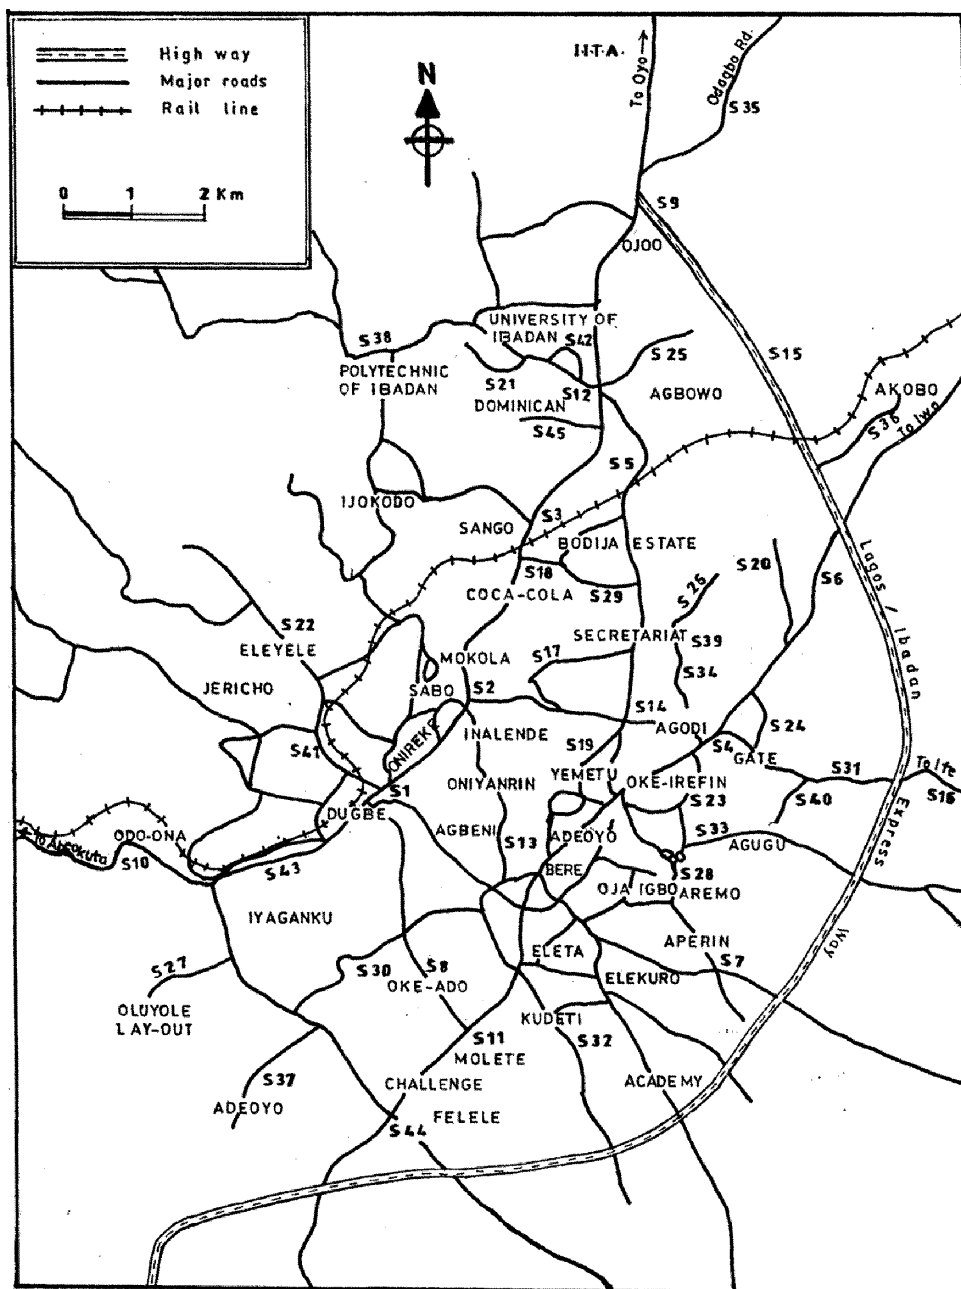 High way
Major roads
Rail line
0 1 2 Km
N
I·I·T·A.
To Oyo
Odogbo Rd.
S35
S9
OJOO
UNIVERSITY OF
IBADAN
S42
S38
POLYTECHNIC
OF IBADAN
S21
S12
S25
S15
DOMINICAN
AGBOWO
AKOBO
S36
To Iwo
S45
S5
IJOKODO
SANGO
S3
BODIJA ESTATE
S18
COCA-COLA
S29
S26
S20
S6
Lagos / Ibadan
S22
ELEYELE
SECRETARIAT
S39
MOKOLA
S17
S34
JERICHO
SABO
S2
S14
AGODI
S24
INALENDE
S4
GATE
S41
ONIREKE
S19
YEMETU
OKE-IREFIN
S31
To Ife
S16
ONIYANRIN
S1
DUGBE
S23
S40
Express
AGBENI
S13
ADEOYO
S33
AGUGU
ODO-ONA
To Abeokuta
S10
S43
BERE
S28
OJA IGBO
AREMO
IYAGANKU
Way
ELETA
APERIN
S7
S27
S30
S8
OKE-ADO
ELEKURO
OLUYOLE
LAY-OUT
KUDETI
S11
MOLETE
S32
S37
ADEOYO
CHALLENGE
ACADEMY
FELELE
S44